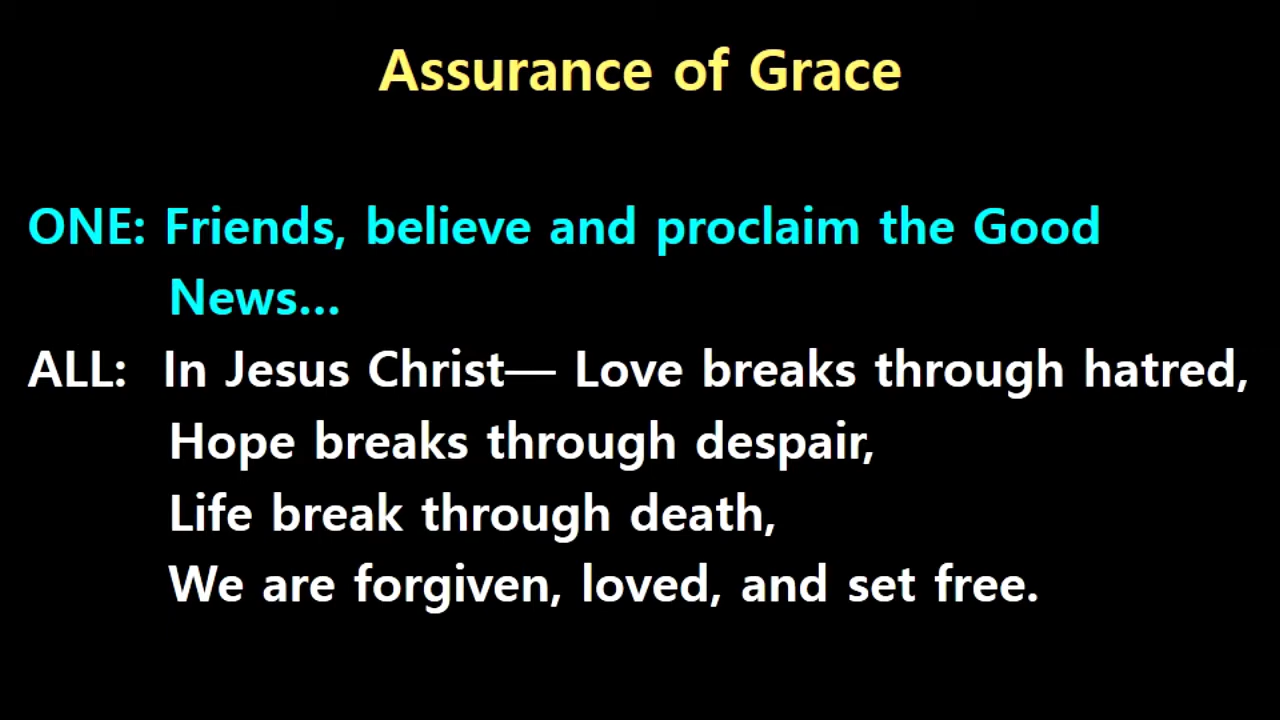 Assurance of Grace
ONE: Friends, believe and proclaim the Good
News...
ALL: In Jesus Christ— Love breaks through hatred,
Hope breaks through despair,
Life break through death,
We are forgiven, loved, and set free.